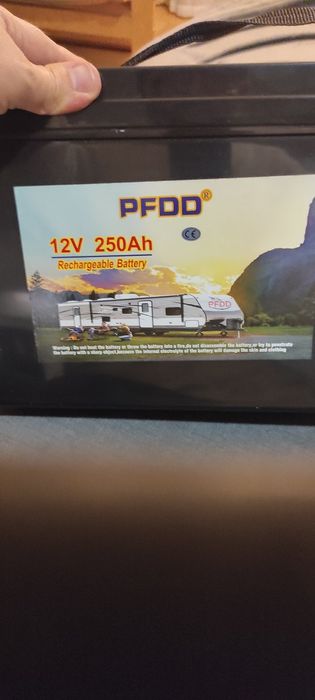 PFDD®
CE
12V 250Ah
Rechargeable Battery
PFDD
Warning : Do not heat the battery or throw the battery into a fire,do not disassemble the battery,or try to penetrate
the battery with a sharp object,because the internal electrolyte of the battery will damage the skin and clothing